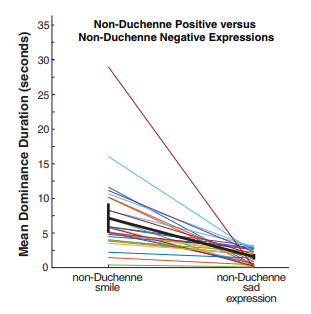 Non-Duchenne Positive versus
Non-Duchenne Negative Expressions
Mean Dominance Duration (seconds)
35
30
25
20
15
10
5
0
non-Duchenne
smile
non-Duchenne
sad
expression